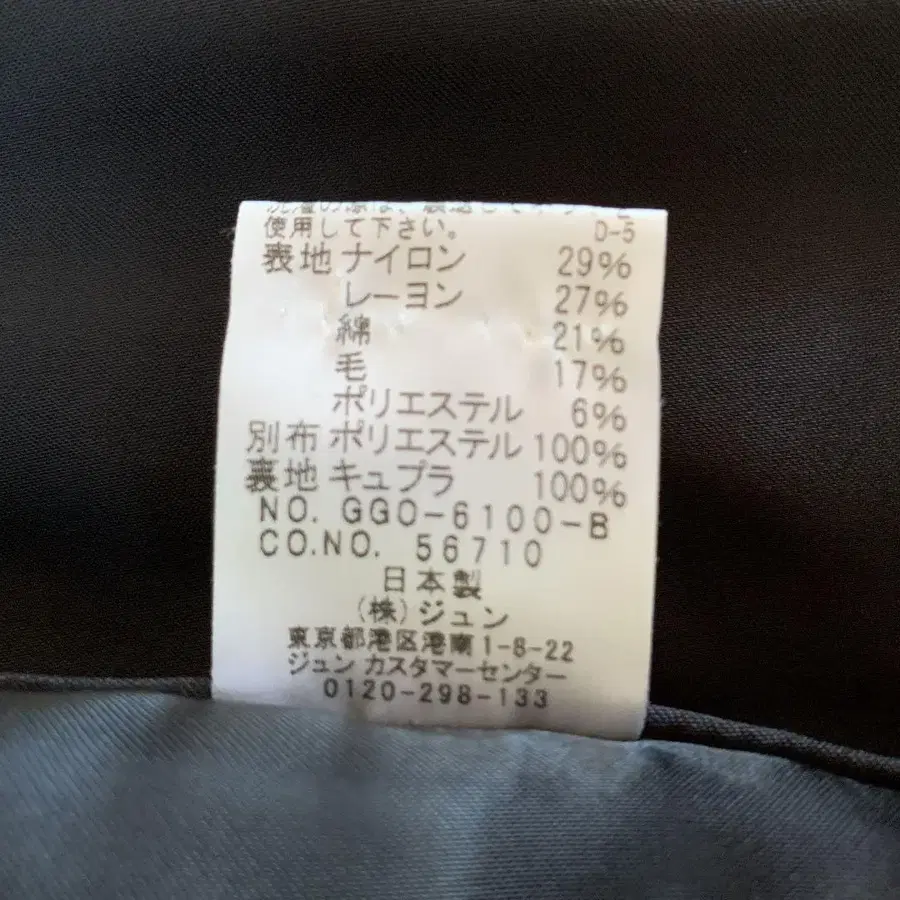 使用して下さい。 D-5
表地 ナイロン 29%
レーヨン 27%
綿 21%
毛 17%
ポリエステル 6%
別布 ポリエステル 100%
裏地 キュプラ 100%
NO. GGO-6100-B
CO.NO. 56710
日本製
(株)ジュン
東京都港区港南1-8-22
ジュン カスタマーセンター
0120-298-133